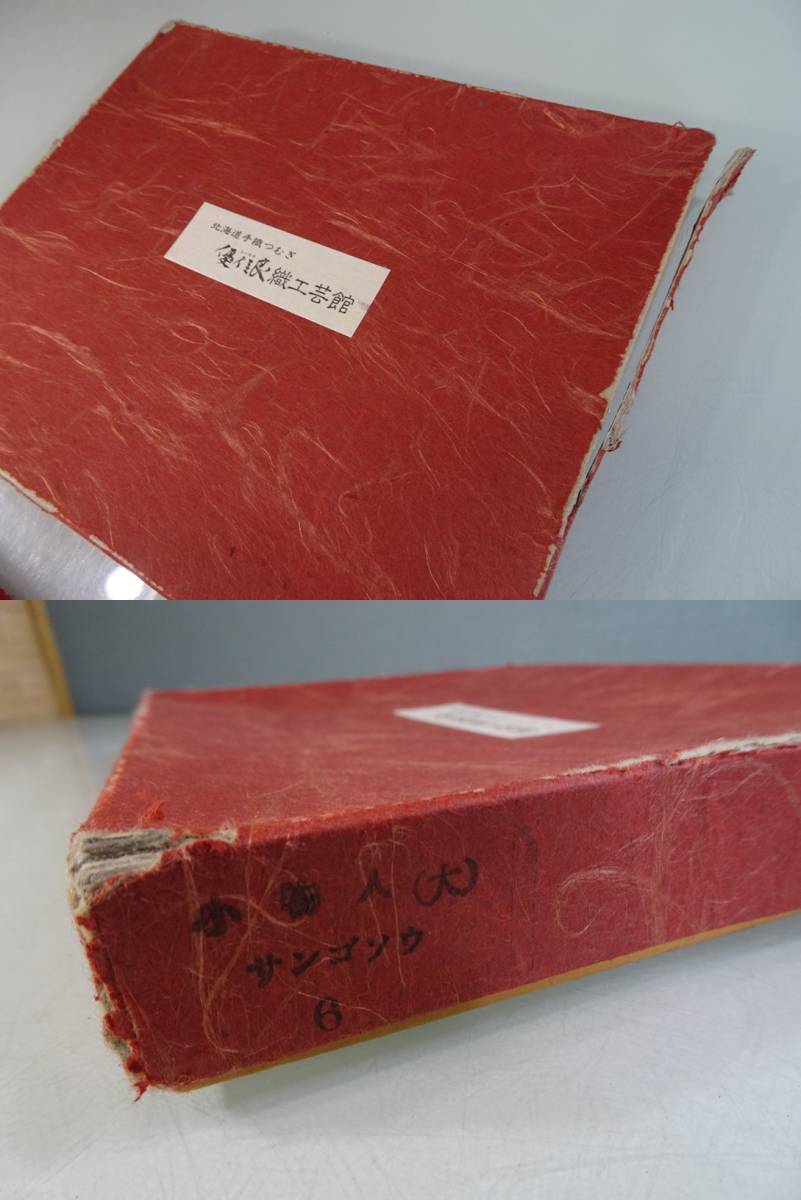 北海道手織つむぎ
優佳良織工芸館
小物入(大)
サンゴソウ
6